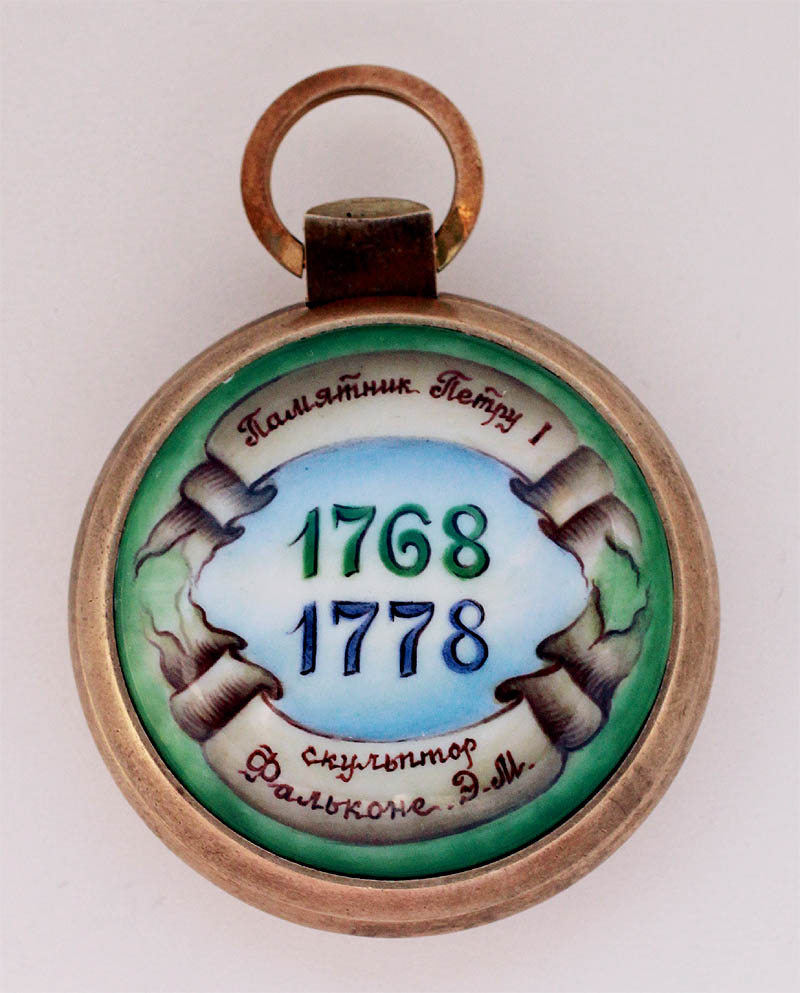 Памятник Петру I
1768
1778
скульптор
Фальконе Э.М.